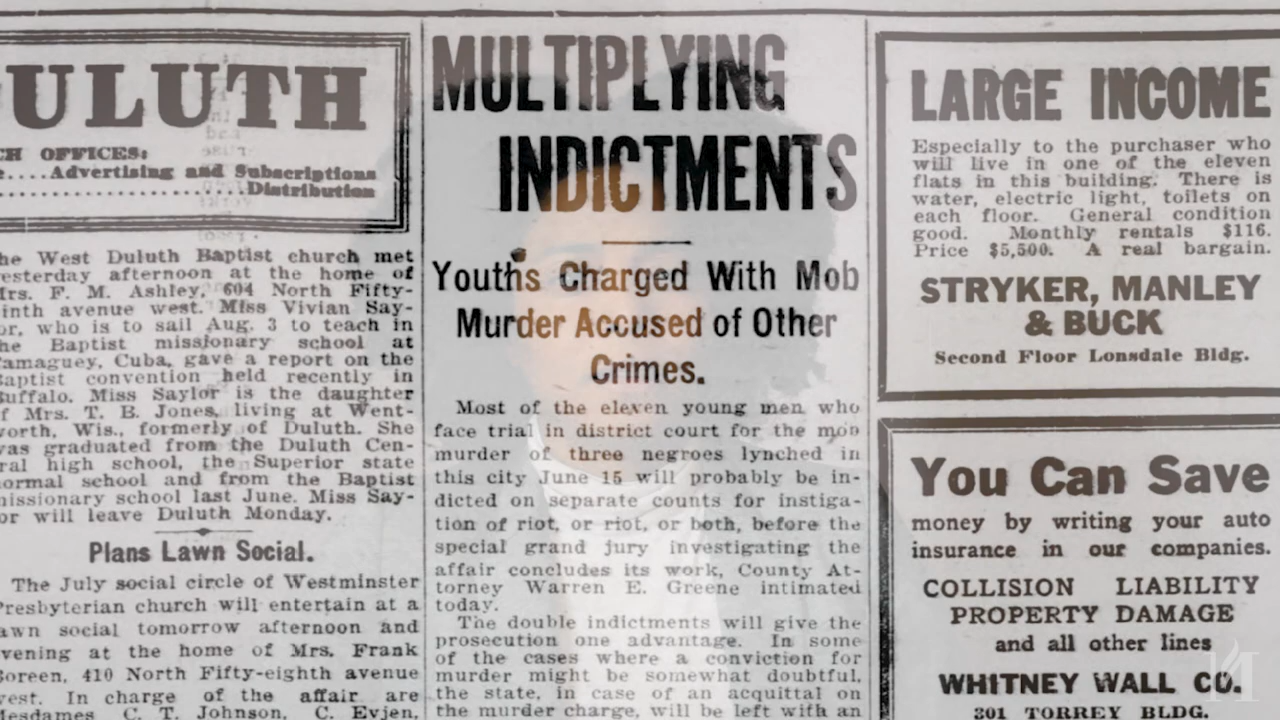 ULUTH
CH OFFICES:
e....Advertising and Subscriptions
Distribution
he West Duluth Baptist church met
esterday afternoon at the home of
Mrs. F. M. Ashley, 604 North Fifty-
inth avenue west. Miss Vivian Say-
or, who is to sail Aug. 3 to teach in
he Baptist missionary school at
Camaguey, Cuba, gave a report on the
Baptist convention held recently in
Buffalo. Miss Saylor is the daughter
f Mrs. T. B. Jones, living at Went-
worth, Wis., formerly of Duluth. She
was graduated from the Duluth Cen-
ral high school, the Superior state
normal school and from the Baptist
missionary school last June. Miss Say-
or will leave Duluth Monday.
Plans Lawn Social.
The July social circle of Westminster
Presbyterian church will entertain at a
awn social tomorrow afternoon and
vening at the home of Mrs. Frank
Boreen, 410 North Fifty-eighth avenue
vest. In charge of the affair are
Mesdames C. T. Johnson, C. Evjen,
MULTIPLYING
INDICTMENTS
Youths Charged With Mob
Murder Accused of Other
Crimes.
Most of the eleven young men who
face trial in district court for the mob
murder of three negroes lynched in
this city June 15 will probably be in-
dicted on separate counts for instiga-
tion of riot, or riot, or both, before the
special grand jury investigating the
affair concludes its work, County At-
torney Warren E. Greene intimated
today.
The double indictments will give the
prosecution one advantage. In some
of the cases where a conviction for
murder might be somewhat doubtful,
the state, in case of an acquittal on
the murder charge, will be left with an
LARGE INCOME
Especially to the purchaser who
will live in one of the eleven
flats in this building. There is
water, electric light, toilets on
each floor. General condition
good. Monthly rentals $116.
Price $5,500. A real bargain.
STRYKER, MANLEY
& BUCK
Second Floor Lonsdale Bldg.
You Can Save
money by writing your auto
insurance in our companies.
COLLISION LIABILITY
PROPERTY DAMAGE
and all other lines
WHITNEY WALL CO.
301 TORREY BLDG.